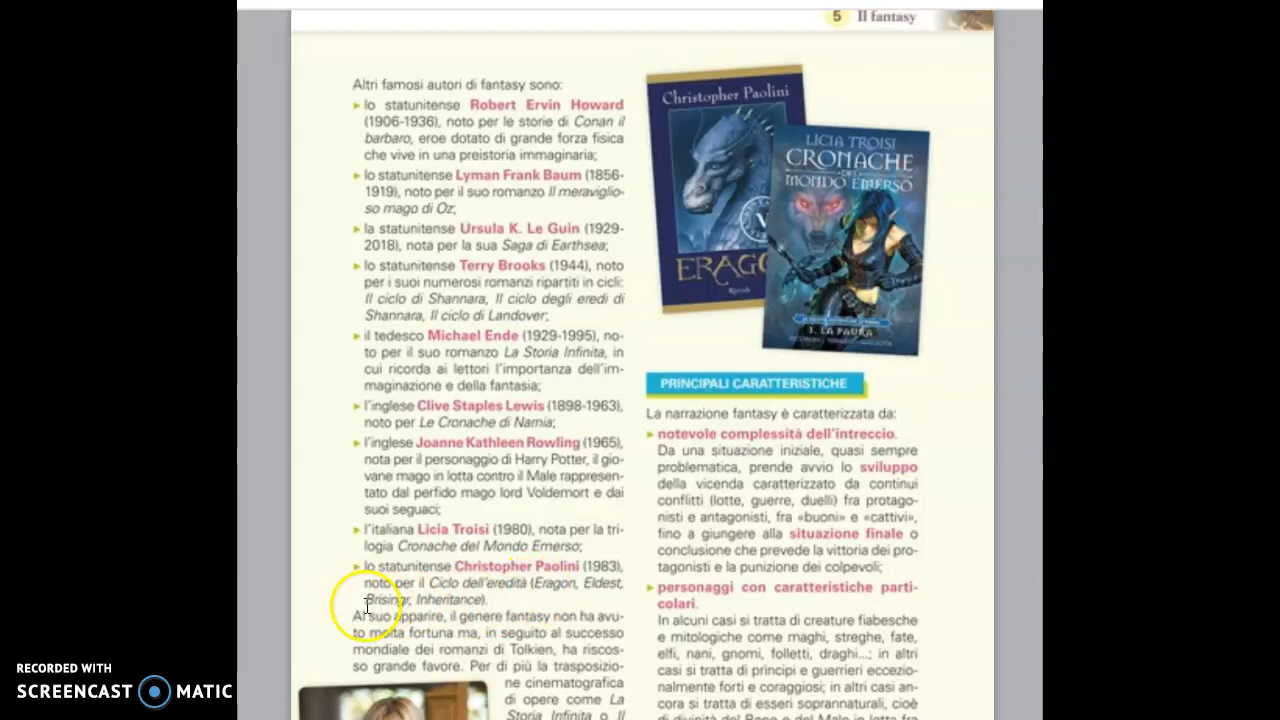 5 Il fantasy
Altri famosi autori di fantasy sono:
► lo statunitense Robert Ervin Howard
(1906-1936), noto per le storie di Conan il
barbaro, eroe dotato di grande forza fisica
che vive in una preistoria immaginaria;
► lo statunitense Lyman Frank Baum (1856-
1919), noto per il suo romanzo Il meraviglio-
so mago di Oz;
► la statunitense Ursula K. Le Guin (1929-
2018), nota per la sua Saga di Earthsea;
► lo statunitense Terry Brooks (1944), noto
per i suoi numerosi romanzi ripartiti in cicli:
Il ciclo di Shannara, Il ciclo degli eredi di
Shannara, Il ciclo di Landover;
► il tedesco Michael Ende (1929-1995), no-
to per il suo romanzo La Storia Infinita, in
cui ricorda ai lettori l'importanza dell'im-
maginazione e della fantasia;
► l'inglese Clive Staples Lewis (1898-1963),
noto per Le Cronache di Narnia;
► l'inglese Joanne Kathleen Rowling (1965),
nota per il personaggio di Harry Potter, il gio-
vane mago in lotta contro il Male rappresen-
tato dal perfido mago lord Voldemort e dai
suoi seguaci;
► l'italiana Licia Troisi (1980), nota per la tri-
logia Cronache del Mondo Emerso;
► lo statunitense Christopher Paolini (1983),
noto per il Ciclo dell'eredità (Eragon, Eldest,
Brisingr, Inheritance).
Al suo apparire, il genere fantasy non ha avu-
to molta fortuna ma, in seguito al successo
mondiale dei romanzi di Tolkien, ha riscos-
so grande favore. Per di più la trasposizio-
ne cinematografica
di opere come La
Storia Infinita o Il
Christopher Paolini
ERAGO
LICIA TROISI
CRONACHE
DEL
MONDO EMERSO
3. LA PAURA
PRINCIPALI CARATTERISTICHE
La narrazione fantasy è caratterizzata da:
► notevole complessità dell'intreccio.
Da una situazione iniziale, quasi sempre
problematica, prende avvio lo sviluppo
della vicenda caratterizzato da continui
conflitti (lotte, guerre, duelli) fra protago-
nisti e antagonisti, fra «buoni» e «cattivi»,
fino a giungere alla situazione finale o
conclusione che prevede la vittoria dei pro-
tagonisti e la punizione dei colpevoli;
► personaggi con caratteristiche parti-
colari.
In alcuni casi si tratta di creature fiabesche
e mitologiche come maghi, streghe, fate,
elfi, nani, gnomi, folletti, draghi...; in altri
casi si tratta di principi e guerrieri eccezio-
nalmente forti e coraggiosi; in altri casi an-
cora si tratta di esseri soprannaturali, cioè
di divinità del Bene e del Male in lotta fra
RECORDED WITH
SCREENCAST MATIC